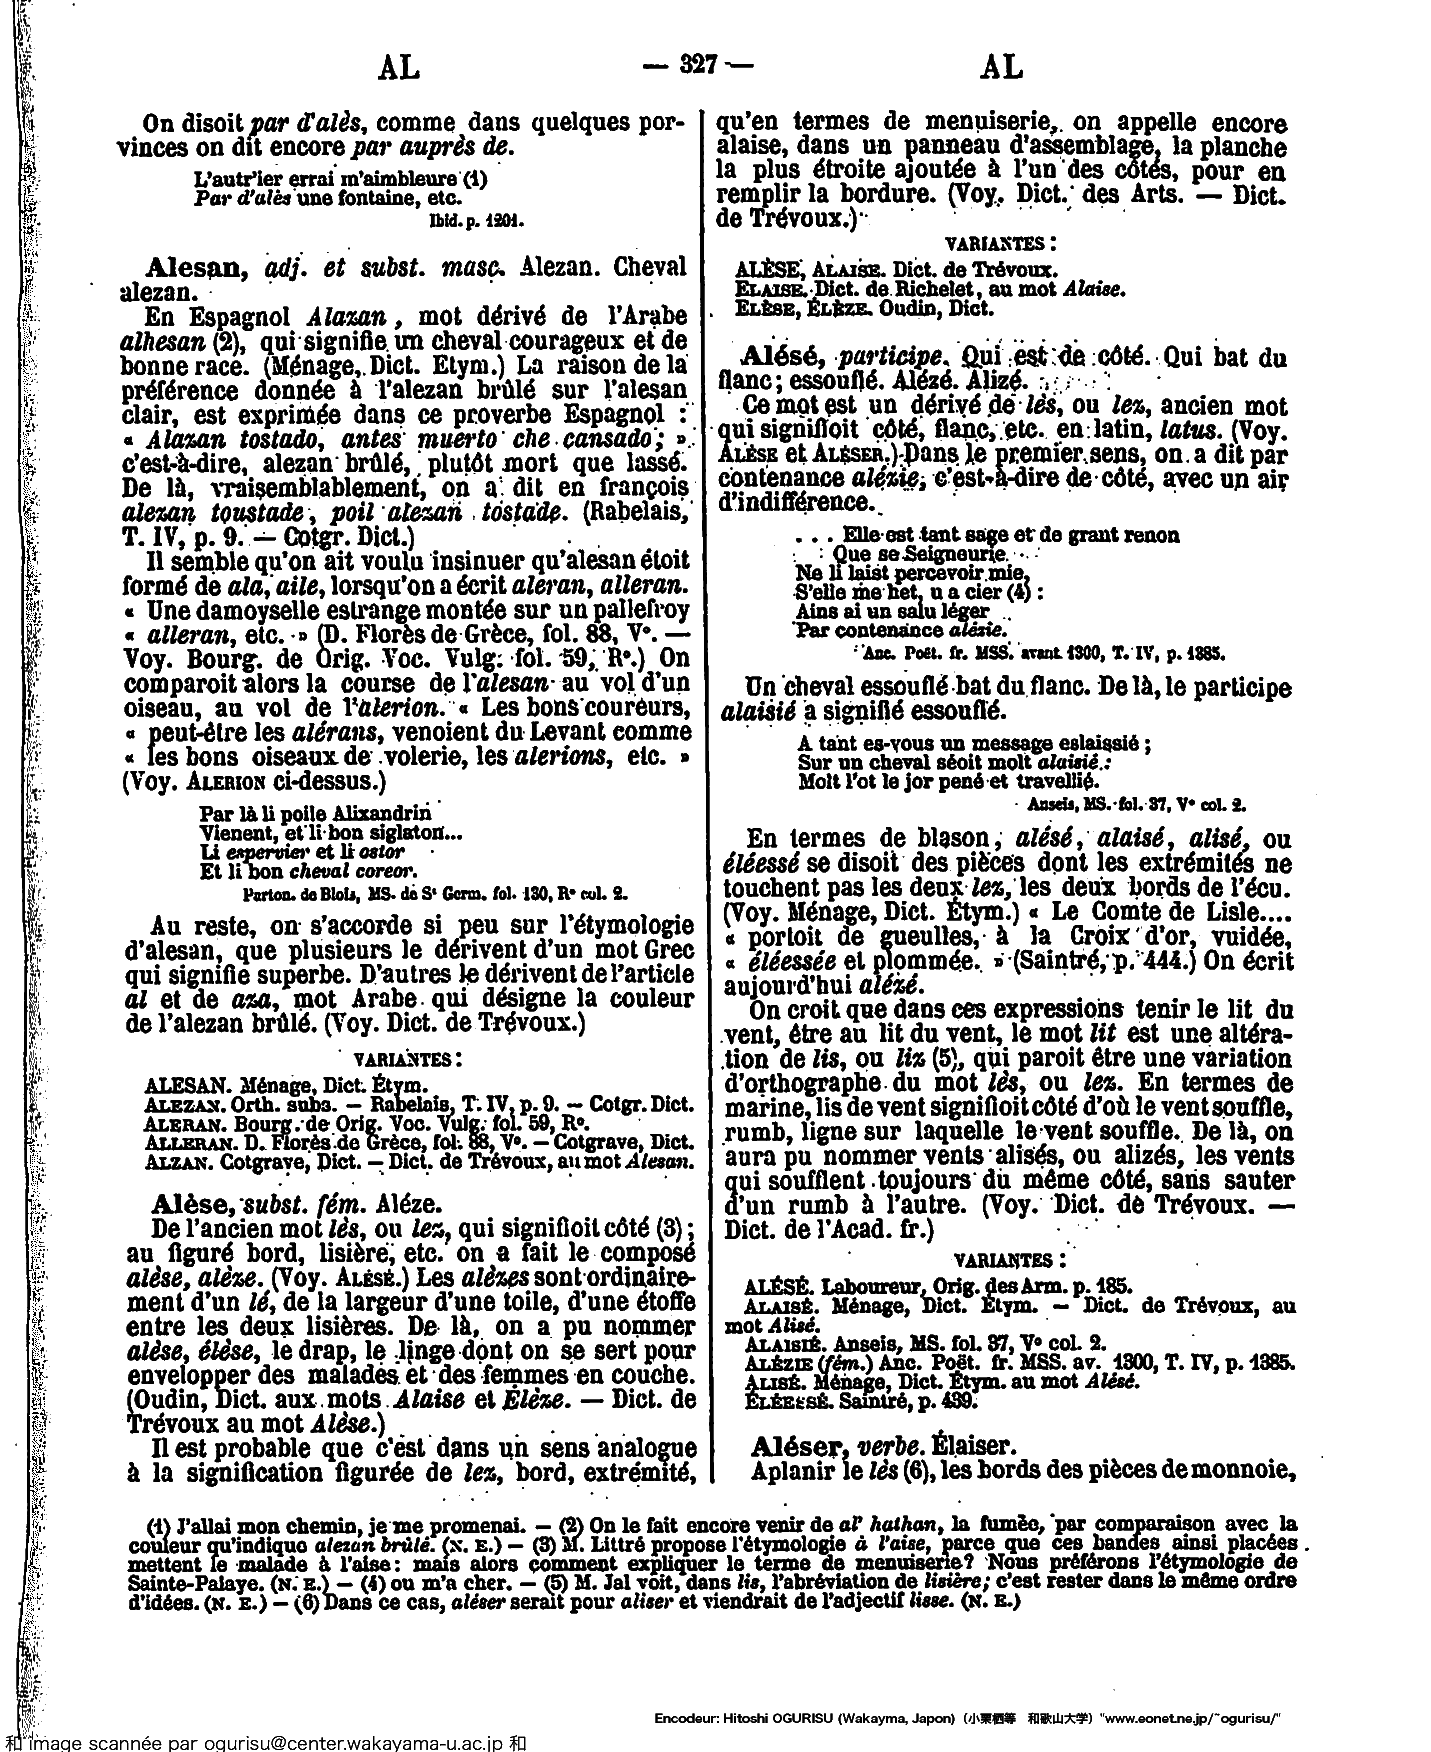 AL — 327 — AL
On disoit par d'alès, comme dans quelques por-
vinces on dit encore par auprès de.
L'autr'ier errai m'aimbleure (1)
Par d'alès une fontaine, etc.
Ibid. p. 1201.
Alesan, adj. et subst. masc. Alezan. Cheval
alezan.
En Espagnol Alazan, mot dérivé de l'Arabe
alhesan (2), qui signifie un cheval courageux et de
bonne race. (Ménage, Dict. Etym.) La raison de la
préférence donnée à l'alezan brûlé sur l'alesan
clair, est exprimée dans ce proverbe Espagnol :
« Alazan tostado, antes muerto che cansado; »
c'est-à-dire, alezan brûlé, plutôt mort que lassé.
De là, vraisemblablement, on a dit en françois
alezan toustade, poil alezan tostade. (Rabelais,
T. IV, p. 9. — Cotgr. Dict.)
Il semble qu'on ait voulu insinuer qu'alesan étoit
formé de ala, aile, lorsqu'on a écrit aleran, alleran.
« Une damoyselle estrange montée sur un pallefroy
« alleran, etc. » (D. Florès de Grèce, fol. 88, Vº. —
Voy. Bourg. de Orig. Voc. Vulg. fol. 59, Rº.) On
comparoit alors la course de l'alesan au vol d'un
oiseau, au vol de l'alerion. « Les bons coureurs,
« peut-être les alérans, venoient du Levant comme
« les bons oiseaux de volerie, les alerions, etc. »
(Voy. ALERION ci-dessus.)
Par là li poile Alixandrin
Vienent, et li bon siglaton...
Li espervier et li ostor
Et li bon cheval coreor.
Parton. de Blois, MS. de Sᵗ Germ. fol. 130, Rº col. 2.
Au reste, on s'accorde si peu sur l'étymologie
d'alesan, que plusieurs le dérivent d'un mot Grec
qui signifie superbe. D'autres le dérivent de l'article
al et de aza, mot Arabe qui désigne la couleur
de l'alezan brûlé. (Voy. Dict. de Trévoux.)
VARIANTES :
ALESAN. Ménage, Dict. Étym.
ALEZAN. Orth. subs. — Rabelais, T. IV, p. 9. — Cotgr. Dict.
ALERAN. Bourg. de Orig. Voc. Vulg. fol. 59, Rº.
ALLERAN. D. Florès de Grèce, fol. 88, Vº. — Cotgrave, Dict.
ALZAN. Cotgrave, Dict. — Dict. de Trévoux, au mot Alesan.
Alèse, subst. fém. Aléze.
De l'ancien mot lès, ou lez, qui signifioit côté (3);
au figuré bord, lisière, etc. on a fait le composé
alèse, alèze. (Voy. ALÉSÉ.) Les alèzes sont ordinaire-
ment d'un lé, de la largeur d'une toile, d'une étoffe
entre les deux lisières. De là, on a pu nommer
alèse, élèse, le drap, le linge dont on se sert pour
envelopper des malades et des femmes en couche.
(Oudin, Dict. aux mots Alaise et Élèze. — Dict. de
Trévoux au mot Alèse.)
Il est probable que c'est dans un sens analogue
à la signification figurée de lez, bord, extrémité,
qu'en termes de menuiserie, on appelle encore
alaise, dans un panneau d'assemblage, la planche
la plus étroite ajoutée à l'un des côtés, pour en
remplir la bordure. (Voy. Dict. des Arts. — Dict.
de Trévoux.)
VARIANTES :
ALÈSE, ALAISE. Dict. de Trévoux.
ELAISE. Dict. de Richelet, au mot Alaise.
ELÈSE, ÉLÈZE. Oudin, Dict.
Alésé, participe. Qui est de côté. Qui bat du
flanc; essouflé. Alézé. Alizé.
Ce mot est un dérivé de lès, ou lez, ancien mot
qui signifioit côté, flanc, etc. en latin, latus. (Voy.
ALÈSE et ALÉSER.) Dans le premier sens, on a dit par
contenance alézie, c'est-à-dire de côté, avec un air
d'indifférence.
. . . Elle est tant sage et de grant renon
Que se Seigneurie
Ne li laist percevoir mie,
S'elle me het, u a cier (4) :
Ains ai un salu léger
Par contenance alézie.
Anc. Poët. fr. MSS. avant 1300, T. IV, p. 1385.
Un cheval essouflé bat du flanc. De là, le participe
alaisié a signifié essouflé.
A tant es-vous un message eslaissié ;
Sur un cheval séoit molt alaisié :
Molt l'ot le jor pené et travellié.
Anseis, MS. fol. 37, Vº col. 2.
En termes de blason, alésé, alaisé, alisé, ou
éléessé se disoit des pièces dont les extrémités ne
touchent pas les deux lez, les deux bords de l'écu.
(Voy. Ménage, Dict. Étym.) « Le Comte de Lisle....
« portoit de gueulles, à la Croix d'or, vuidée,
« éléessée et plommée. » (Saintré, p. 444.) On écrit
aujourd'hui alézé.
On croit que dans ces expressions tenir le lit du
vent, être au lit du vent, le mot lit est une altéra-
tion de lis, ou liz (5), qui paroit être une variation
d'orthographe du mot lès, ou lez. En termes de
marine, lis de vent signifioit côté d'où le vent souffle,
rumb, ligne sur laquelle le vent souffle. De là, on
aura pu nommer vents alisés, ou alizés, les vents
qui soufflent toujours du même côté, sans sauter
d'un rumb à l'autre. (Voy. Dict. de Trévoux. —
Dict. de l'Acad. fr.)
VARIANTES :
ALÉSÉ. Laboureur, Orig. des Arm. p. 185.
ALAISÉ. Ménage, Dict. Étym. — Dict. de Trévoux, au
mot Alisé.
ALAISIÉ. Anseis, MS. fol. 37, Vº col. 2.
ALÉZIE (fém.) Anc. Poët. fr. MSS. av. 1300, T. IV, p. 1385.
ALISÉ. Ménage, Dict. Étym. au mot Alésé.
ÉLÉESSÉ. Saintré, p. 439.
Aléser, verbe. Élaiser.
Aplanir le lès (6), les bords des pièces de monnoie,
(1) J'allai mon chemin, je me promenai. — (2) On le fait encore venir de al' hathan, la fumée, par comparaison avec la
couleur qu'indique alezan brûlé. (N. E.) — (3) M. Littré propose l'étymologie à l'aise, parce que ces bandes ainsi placées
mettent le malade à l'aise : mais alors comment expliquer le terme de menuiserie? Nous préférons l'étymologie de
Sainte-Palaye. (N. E.) — (4) ou m'a cher. — (5) M. Jal voit, dans lis, l'abréviation de lisière; c'est rester dans le même ordre
d'idées. (N. E.) — (6) Dans ce cas, aléser serait pour aliser et viendrait de l'adjectif lisse. (N. E.)
Encodeur: Hitoshi OGURISU (Wakayma, Japon) (小栗栖等 和歌山大学) "www.eonet.ne.jp/~ogurisu/"
和 image scannée par ogurisu@center.wakayama-u.ac.jp 和